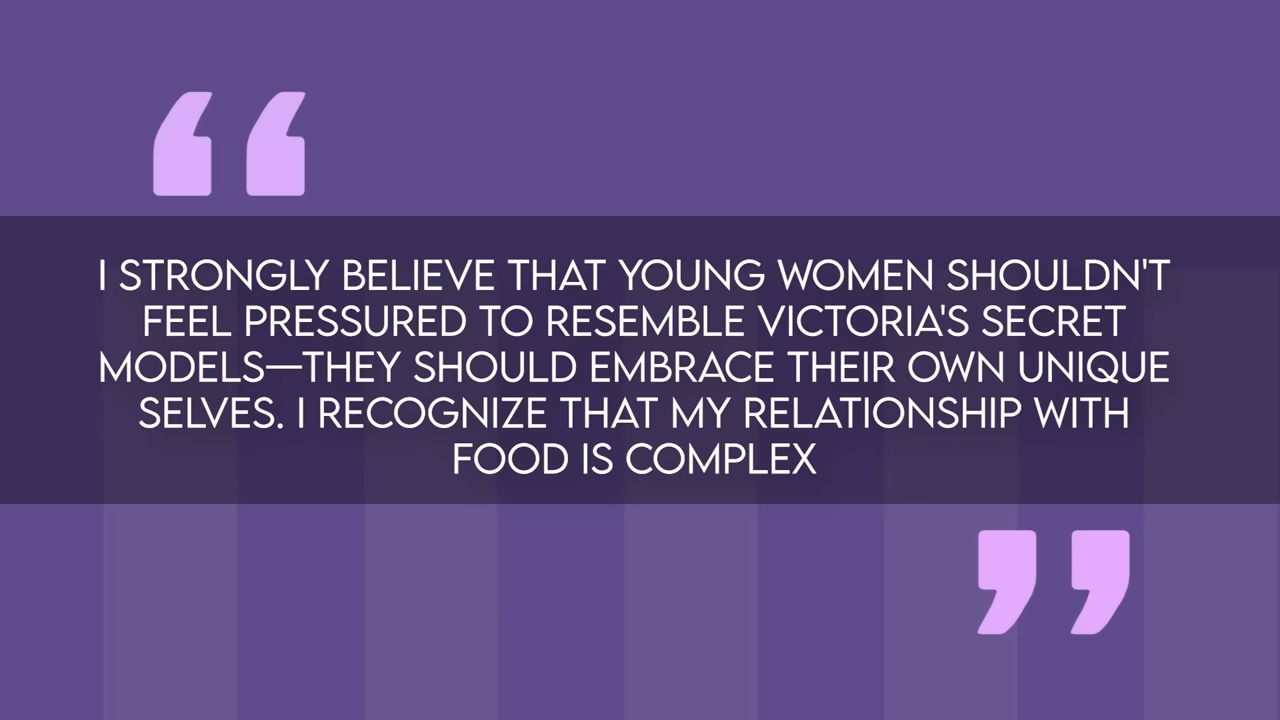 “
I STRONGLY BELIEVE THAT YOUNG WOMEN SHOULDN'T
FEEL PRESSURED TO RESEMBLE VICTORIA'S SECRET
MODELS—THEY SHOULD EMBRACE THEIR OWN UNIQUE
SELVES. I RECOGNIZE THAT MY RELATIONSHIP WITH
FOOD IS COMPLEX
”